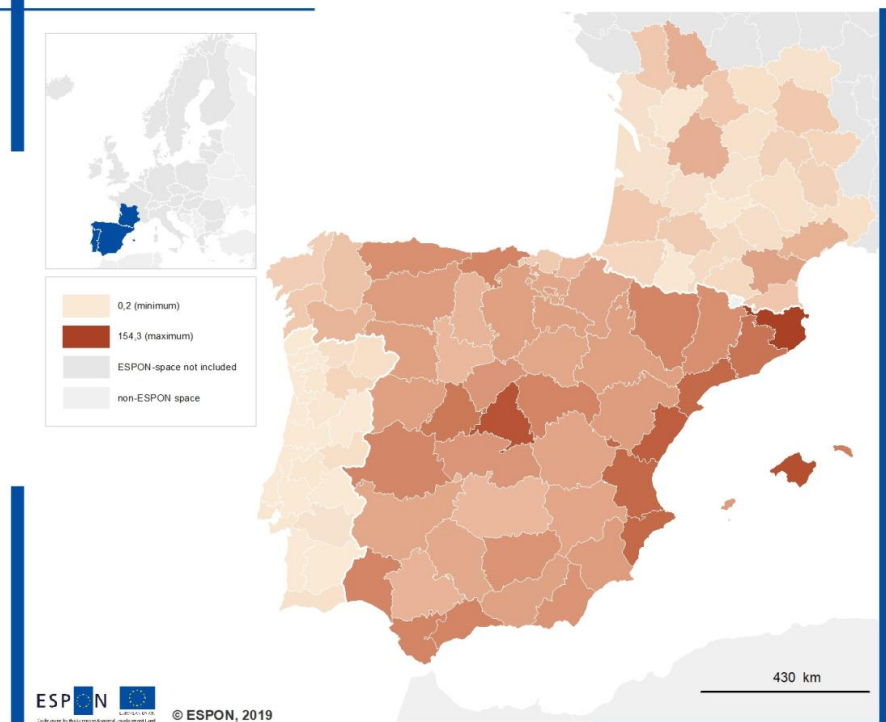 0,2 (minimum)
154,3 (maximum)
ESPON-space not included
non-ESPON space
430 km
ESPON
© ESPON, 2019